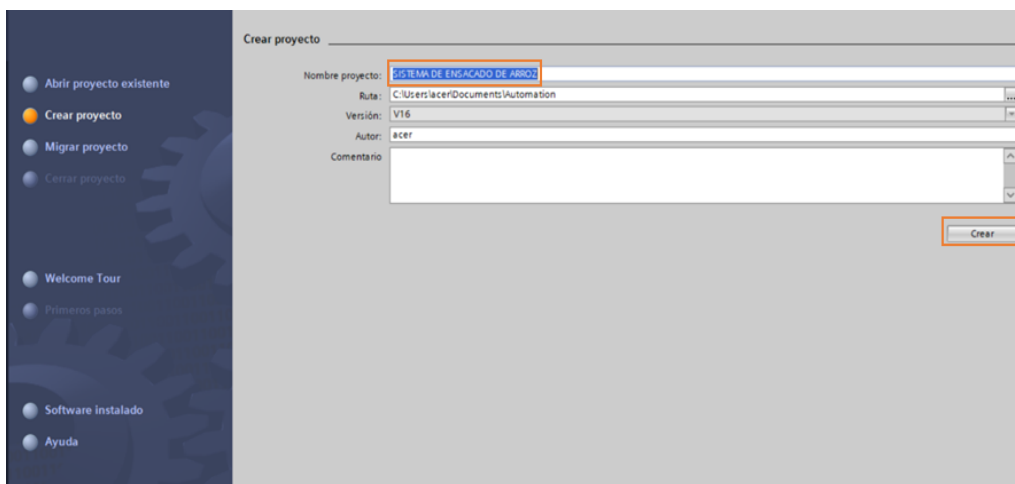 Crear proyecto
Abrir proyecto existente
Crear proyecto
Migrar proyecto
Cerrar proyecto
Welcome Tour
Primeros pasos
Software instalado
Ayuda
Nombre proyecto: SISTEMA DE ENSACADO DE ARROZ
Ruta: C:\Users\acer\Documents\Automation
...
Versión: V16
Autor: acer
Comentario
Crear